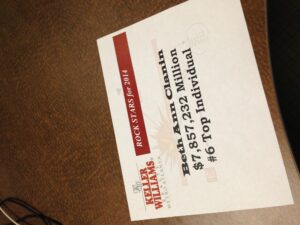 ROCK STARS for 2014
KELLER
WILLIAMS
Beth Ann Clanin
$7,857,232 Million
#6 Top Individual